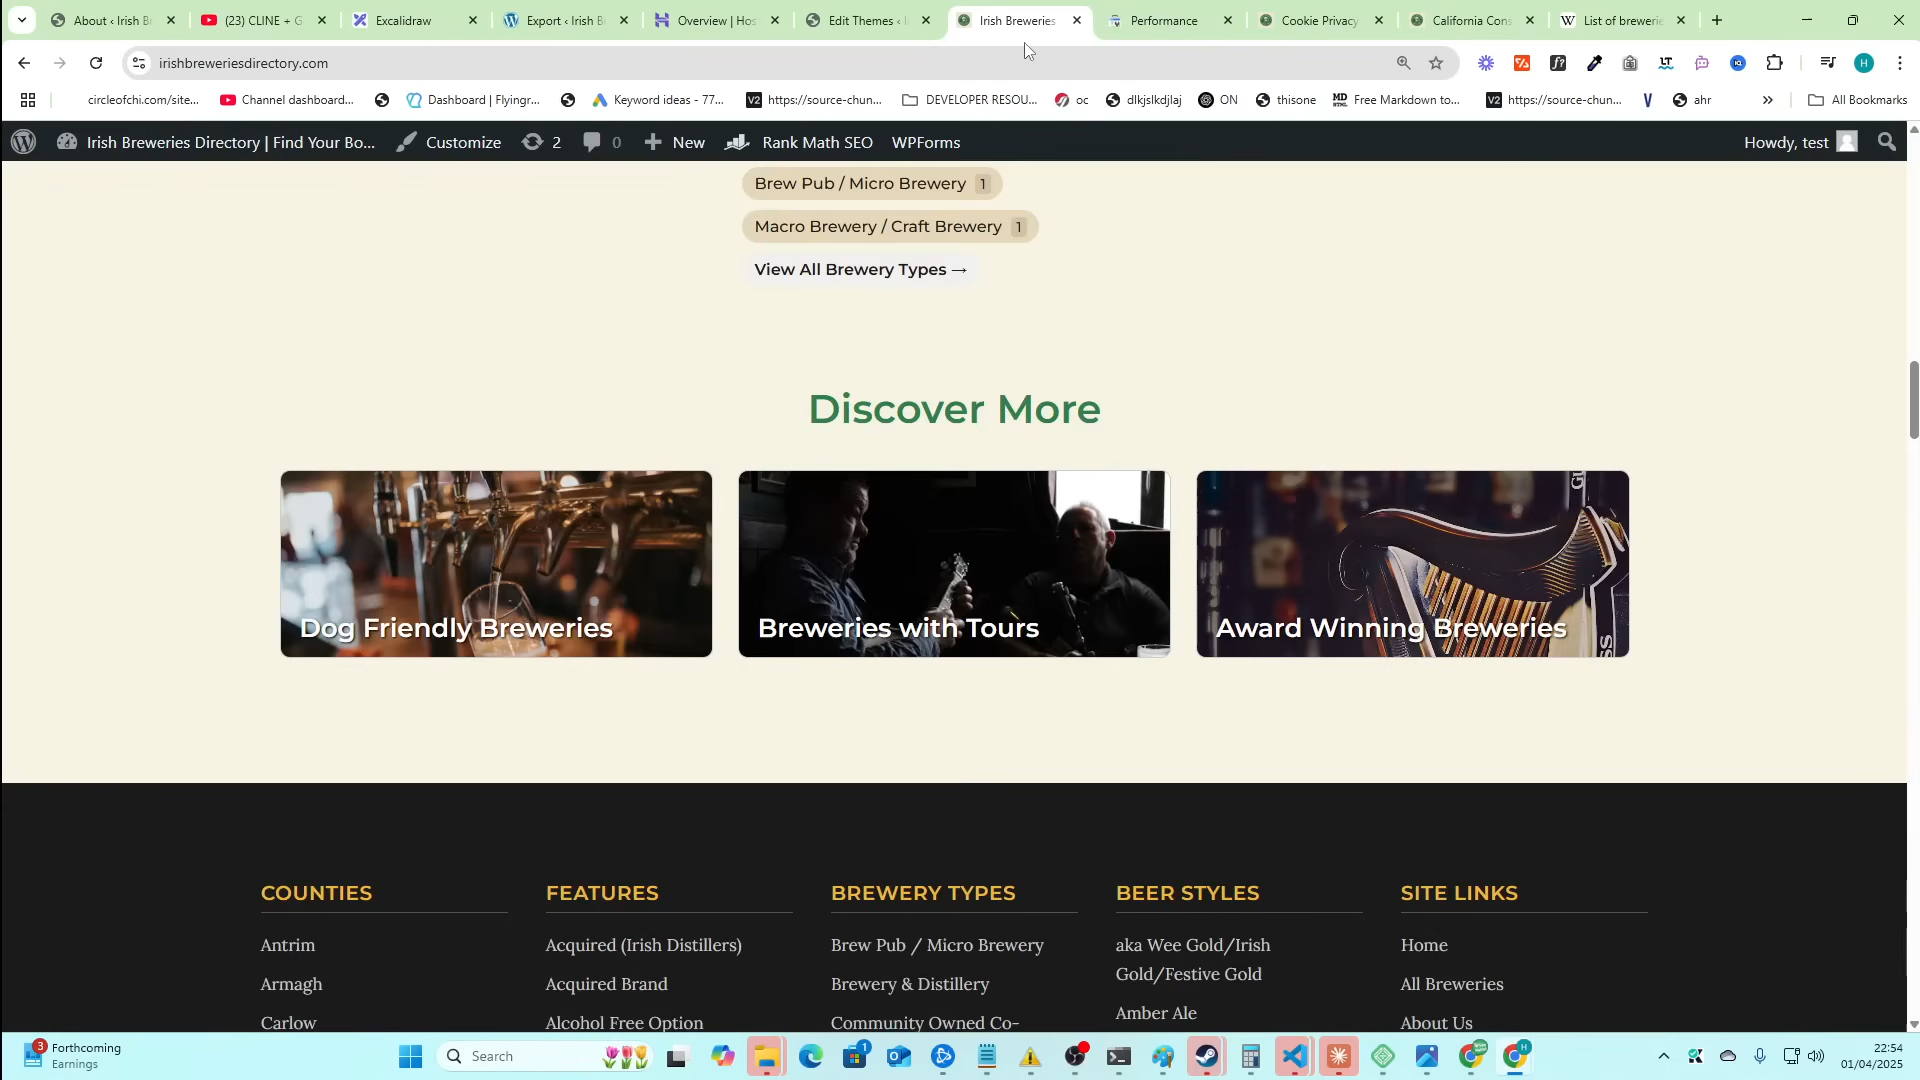 About ‹ Irish B
(23) CLINE + G
Excalidraw
Export ‹ Irish B
Overview | Hos
Edit Themes ‹ I
Irish Breweries
Performance
Cookie Privacy
California Cons
List of brewerie
irishbreweriesdirectory.com
circleofchi.com/site...
Channel dashboard...
Dashboard | Flyingr...
Keyword ideas - 77...
https://source-chun...
DEVELOPER RESOU...
oc
dlkjslkdjlaj
ON
thisone
Free Markdown to...
https://source-chun...
ahr
All Bookmarks
Irish Breweries Directory | Find Your Bo...
Customize
2
0
New
Rank Math SEO
WPForms
Howdy, test
Brew Pub / Micro Brewery 1
Macro Brewery / Craft Brewery 1
View All Brewery Types →
Discover More
Dog Friendly Breweries
Breweries with Tours
Award Winning Breweries
COUNTIES
Antrim
Armagh
Carlow
FEATURES
Acquired (Irish Distillers)
Acquired Brand
Alcohol Free Option
BREWERY TYPES
Brew Pub / Micro Brewery
Brewery & Distillery
Community Owned Co-
BEER STYLES
aka Wee Gold/Irish
Gold/Festive Gold
Amber Ale
SITE LINKS
Home
All Breweries
About Us
3
Forthcoming
Earnings
Search
22:54
01/04/2025